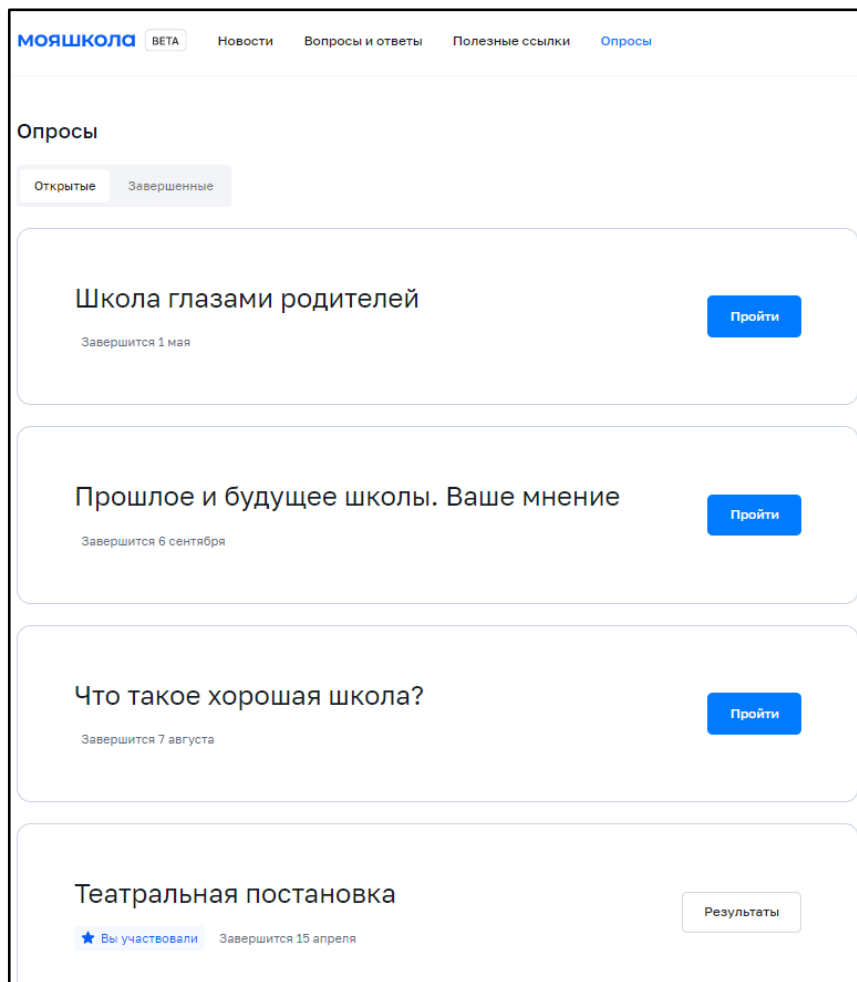 МОЯШКОЛА BETA Новости Вопросы и ответы Полезные ссылки Опросы
Опросы
Открытые Завершенные
Школа глазами родителей
Пройти
Завершится 1 мая
Прошлое и будущее школы. Ваше мнение
Пройти
Завершится 6 сентября
Что такое хорошая школа?
Пройти
Завершится 7 августа
Театральная постановка
Результаты
Вы участвовали Завершится 15 апреля